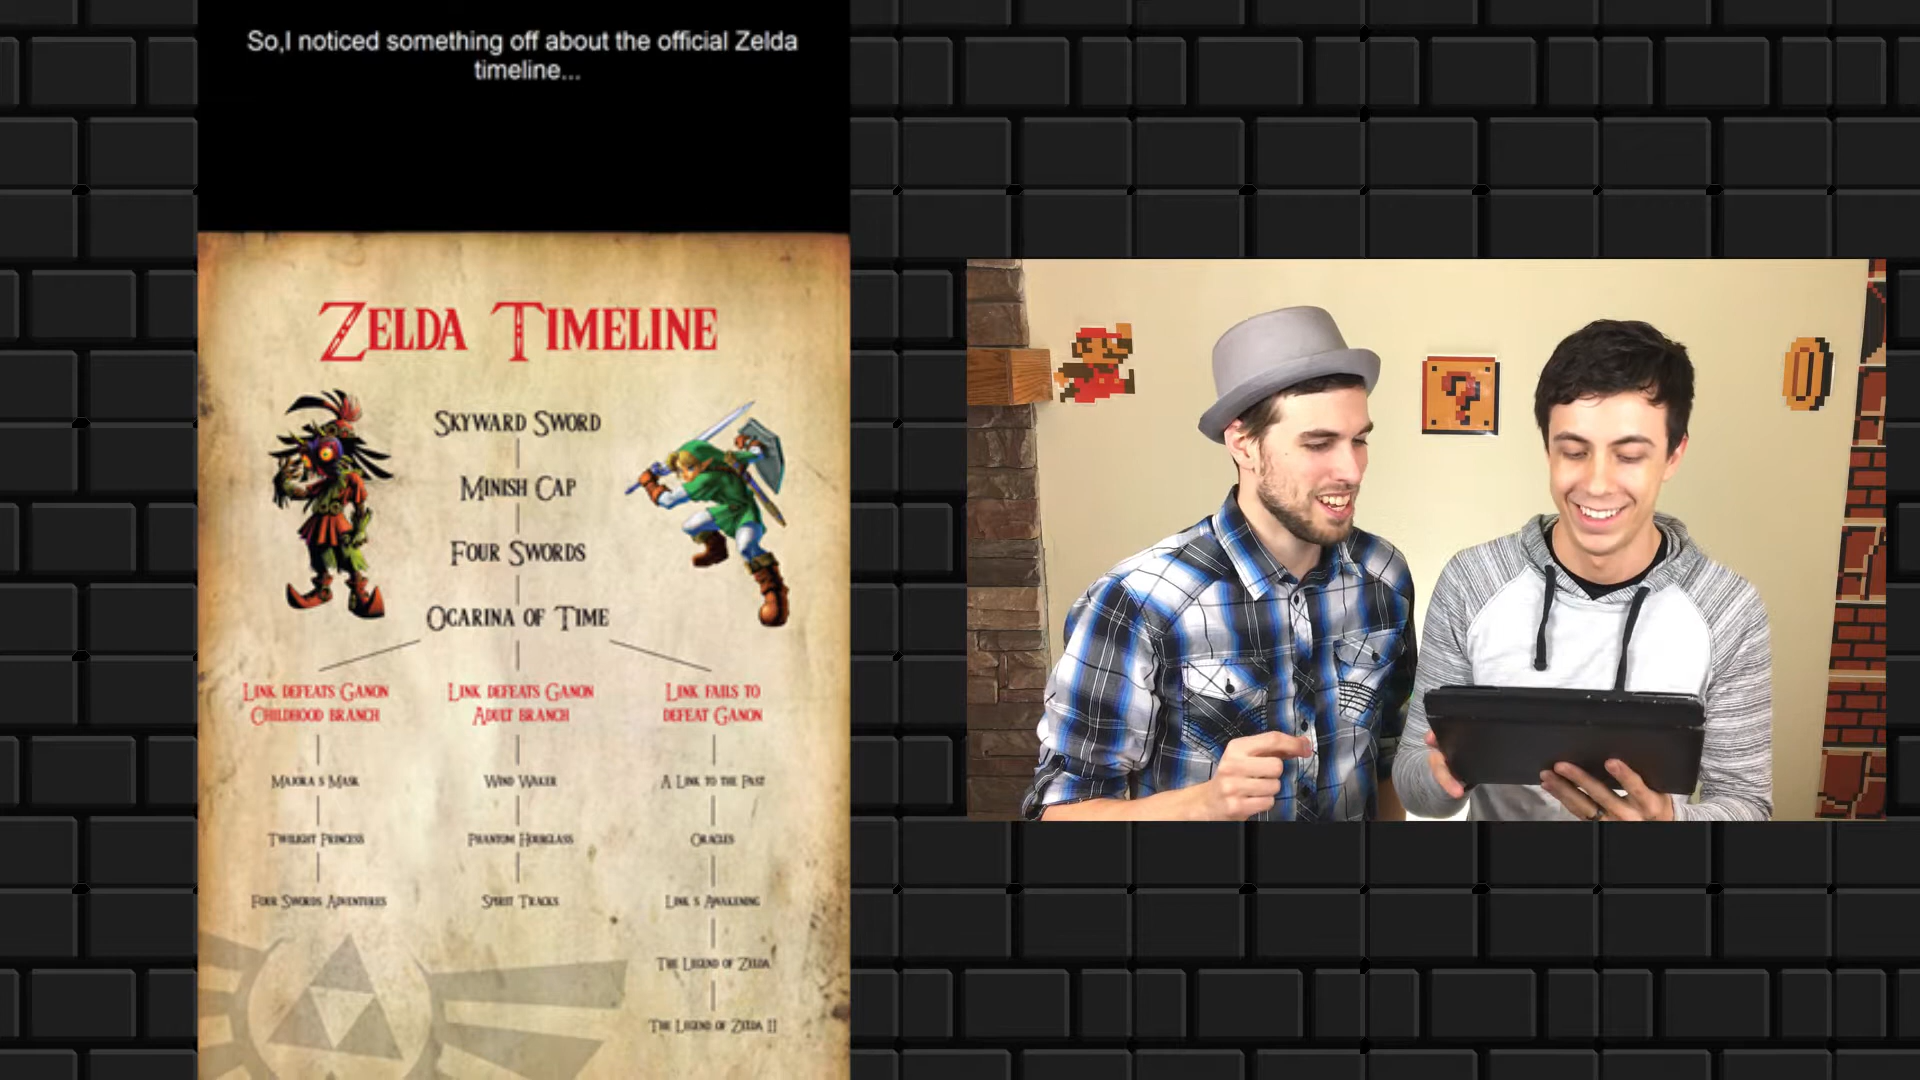 So,I noticed something off about the official Zelda
timeline...
Zelda Timeline
Skyward Sword
Minish Cap
Four Swords
Ocarina of Time
Link defeats Ganon
Childhood branch
Link defeats Ganon
Adult branch
Link fails to
defeat Ganon
Majora s Mask
Wind Waker
A Link to the Past
Twilight Princess
Phantom Hourglass
Oracles
Four Swords Adventures
Spirit Tracks
Link s Awakening
The Legend of Zelda
The Legend of Zelda II
?